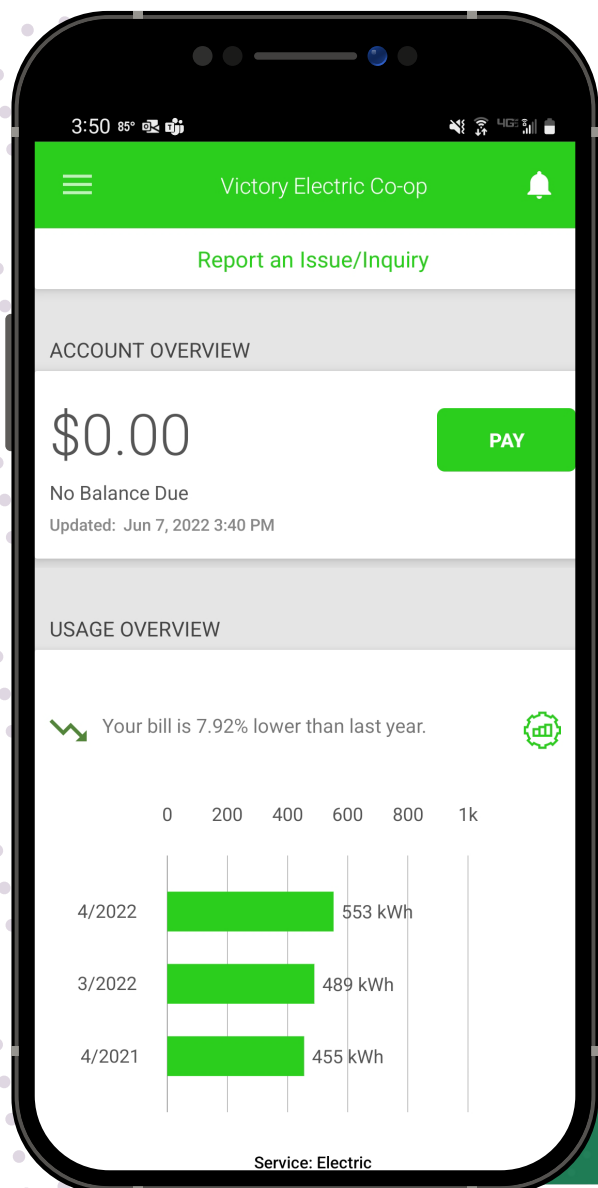 3:50 85°
4G
Victory Electric Co-op
Report an Issue/Inquiry
ACCOUNT OVERVIEW
$0.00
PAY
No Balance Due
Updated: Jun 7, 2022 3:40 PM
USAGE OVERVIEW
Your bill is 7.92% lower than last year.
0 200 400 600 800 1k
4/2022 553 kWh
3/2022 489 kWh
4/2021 455 kWh
Service: Electric